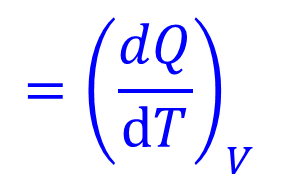 = (dQ/dT)_V